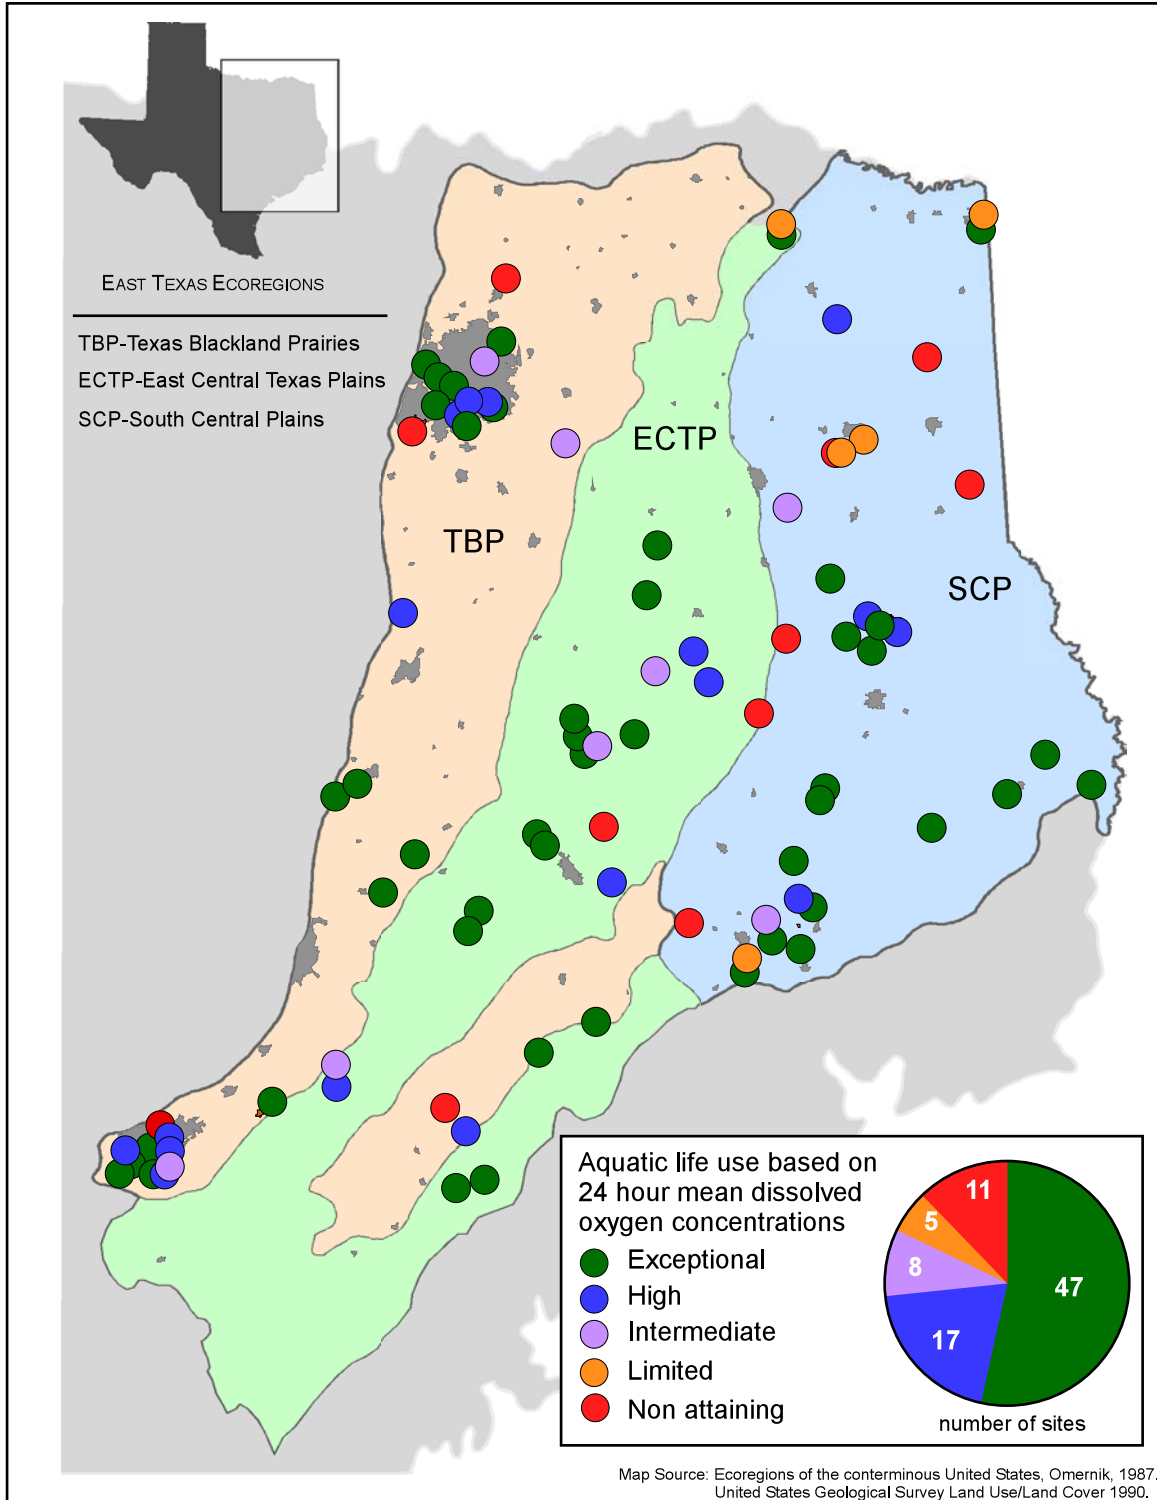 EAST TEXAS ECOREGIONS
TBP-Texas Blackland Prairies
ECTP-East Central Texas Plains
SCP-South Central Plains
ECTP
TBP
SCP
Aquatic life use based on
24 hour mean dissolved
oxygen concentrations
Exceptional
High
Intermediate
Limited
Non attaining
11
5
8
47
17
number of sites
Map Source: Ecoregions of the conterminous United States, Omernik, 1987.
United States Geological Survey Land Use/Land Cover 1990.